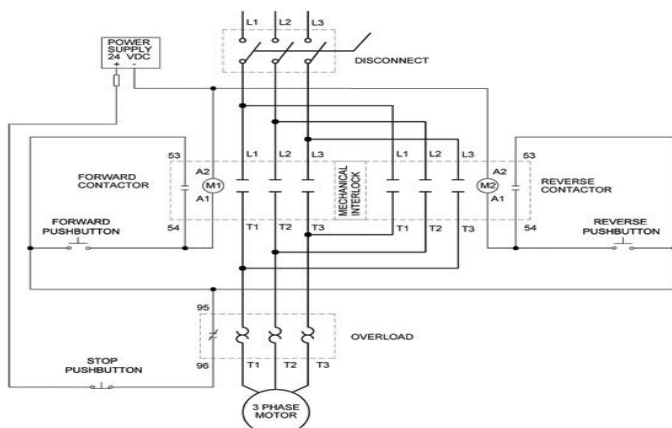 L1 L2 L3
POWER
SUPPLY
24 VDC
+ -
DISCONNECT
L1 L2 L3 L1 L2 L3
53 A2 A2 53
FORWARD
CONTACTOR
M1
MECHANICAL
INTERLOCK
M2
REVERSE
CONTACTOR
A1 A1
FORWARD
PUSHBUTTON
54 T1 T2 T3 T1 T2 T3 54
REVERSE
PUSHBUTTON
95
OVERLOAD
STOP
PUSHBUTTON
96 T1 T2 T3
3 PHASE
MOTOR